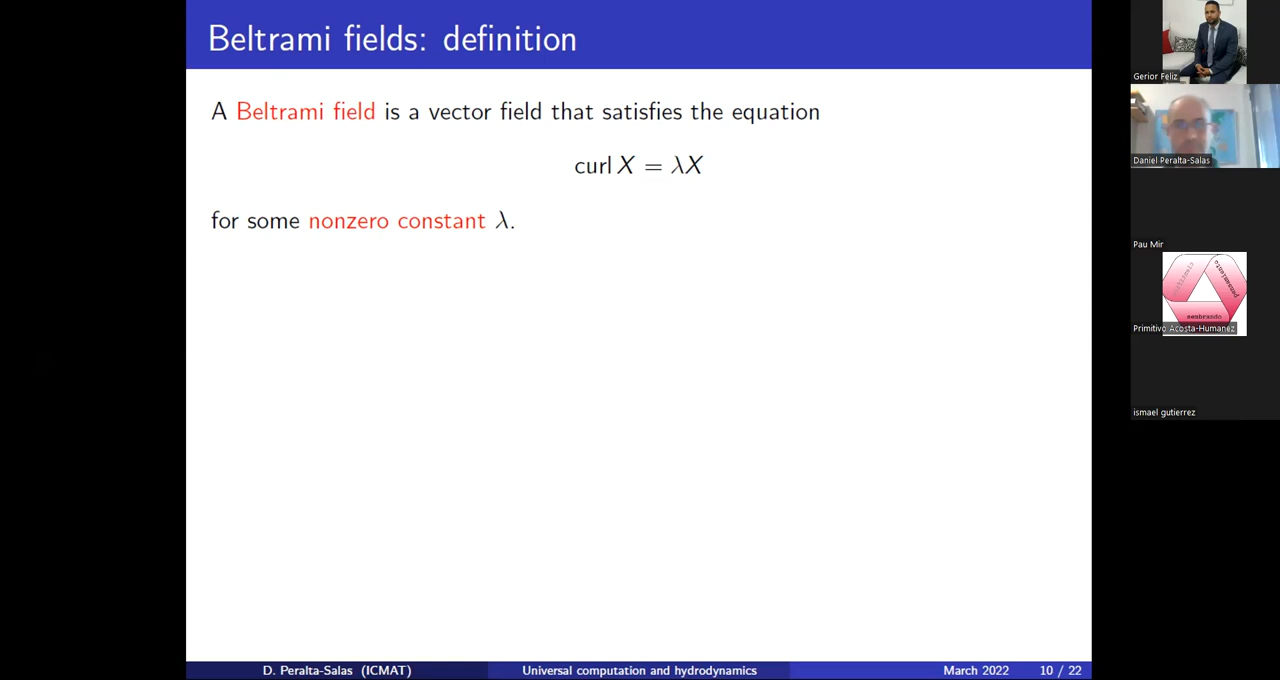 Beltrami fields: definition
A Beltrami field is a vector field that satisfies the equation
curl X = λX
for some nonzero constant λ.
D. Peralta-Salas (ICMAT) Universal computation and hydrodynamics March 2022 10 / 22
Gerior Feliz
Daniel Peralta-Salas
Pau Mir
pensamiento
sembrando
Primitivo Acosta-Humanez
ismael gutierrez